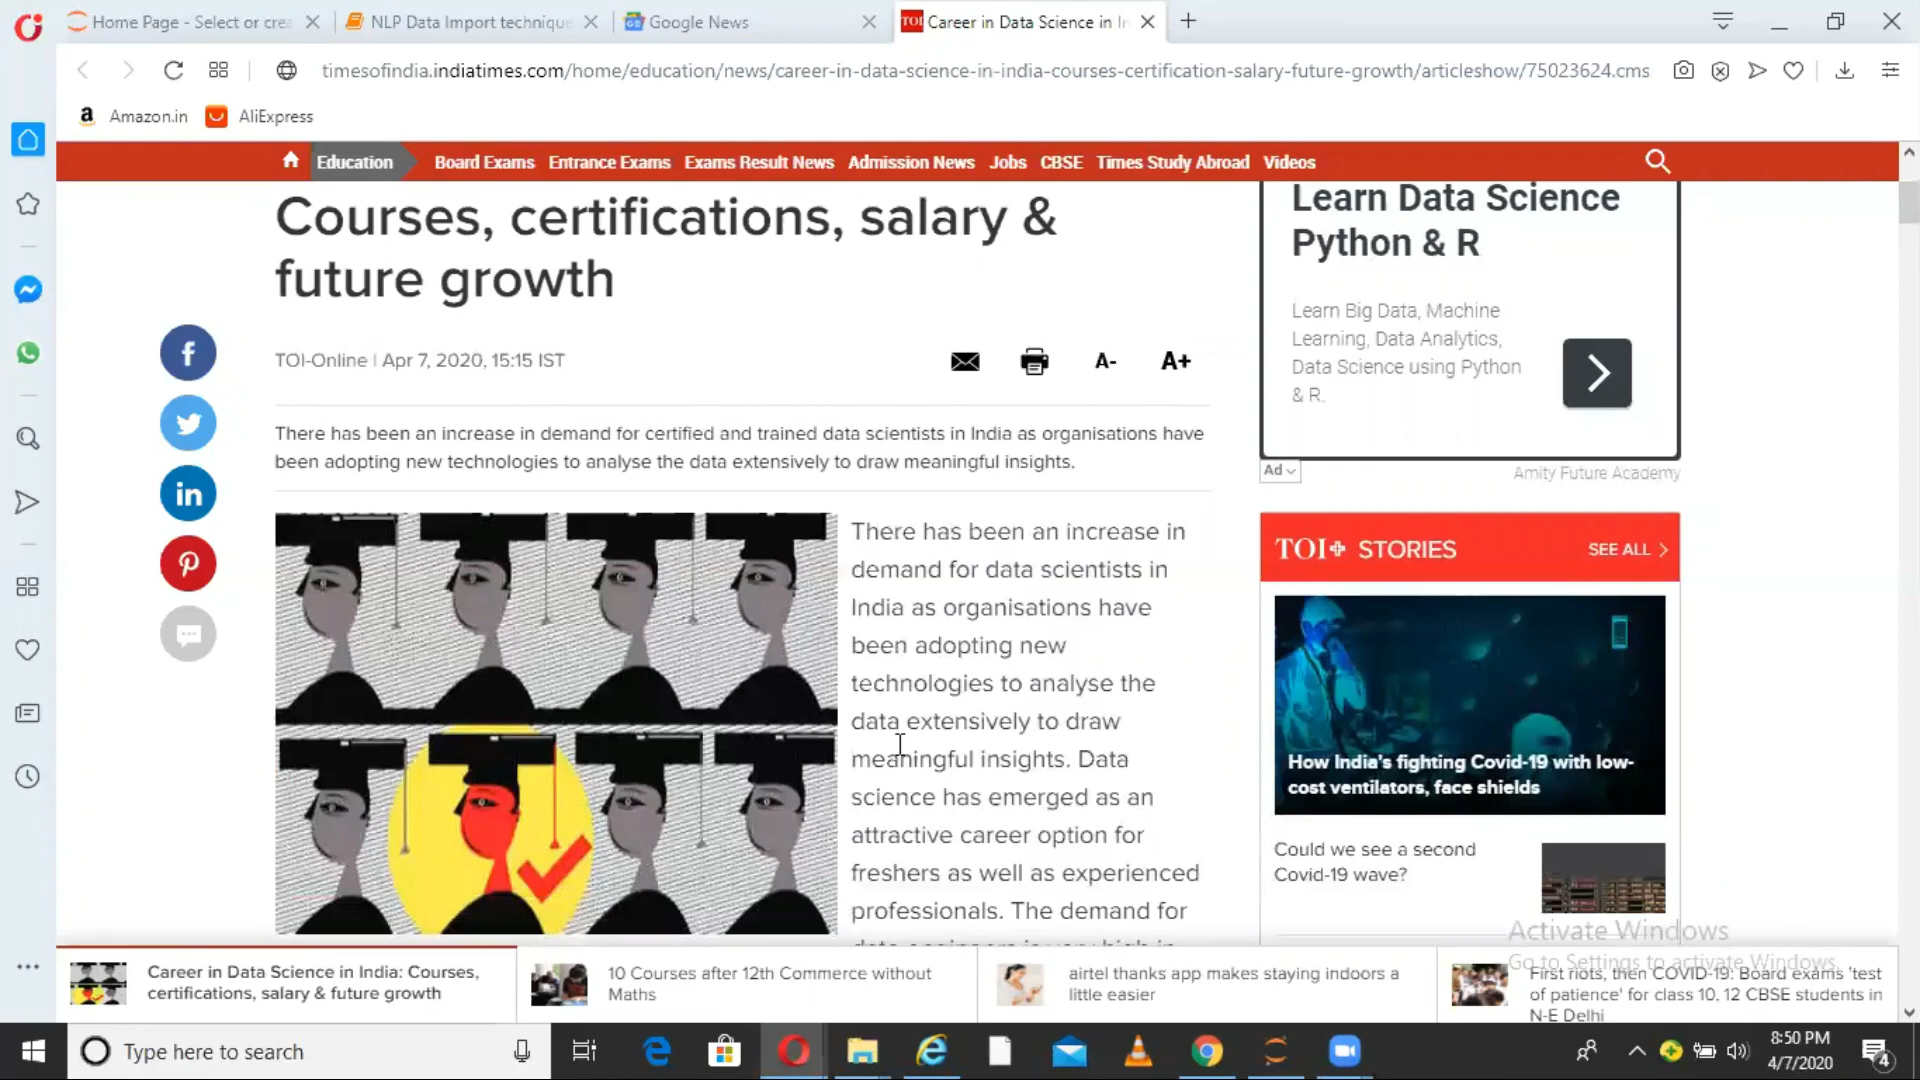 Home Page - Select or crea
NLP Data Import technique
Google News
TOI
Career in Data Science in In
timesofindia.indiatimes.com/home/education/news/career-in-data-science-in-india-courses-certification-salary-future-growth/articleshow/75023624.cms
Amazon.in
AliExpress
Education
Board Exams
Entrance Exams
Exams Result News
Admission News
Jobs
CBSE
Times Study Abroad
Videos
Courses, certifications, salary &
future growth
TOI-Online | Apr 7, 2020, 15:15 IST
A-
A+
There has been an increase in demand for certified and trained data scientists in India as organisations have
been adopting new technologies to analyse the data extensively to draw meaningful insights.
There has been an increase in
demand for data scientists in
India as organisations have
been adopting new
technologies to analyse the
data extensively to draw
meaningful insights. Data
science has emerged as an
attractive career option for
freshers as well as experienced
professionals. The demand for
Learn Data Science
Python & R
Learn Big Data, Machine
Learning, Data Analytics,
Data Science using Python
& R.
Ad
Amity Future Academy
TOI+ STORIES
SEE ALL
How India's fighting Covid-19 with low-
cost ventilators, face shields
Could we see a second
Covid-19 wave?
Activate Windows
Go to Settings to activate Windows.
Career in Data Science in India: Courses,
certifications, salary & future growth
10 Courses after 12th Commerce without
Maths
airtel thanks app makes staying indoors a
little easier
First riots, then COVID-19: Board exams 'test
of patience' for class 10, 12 CBSE students in
N-E Delhi
Type here to search
8:50 PM
4/7/2020
4